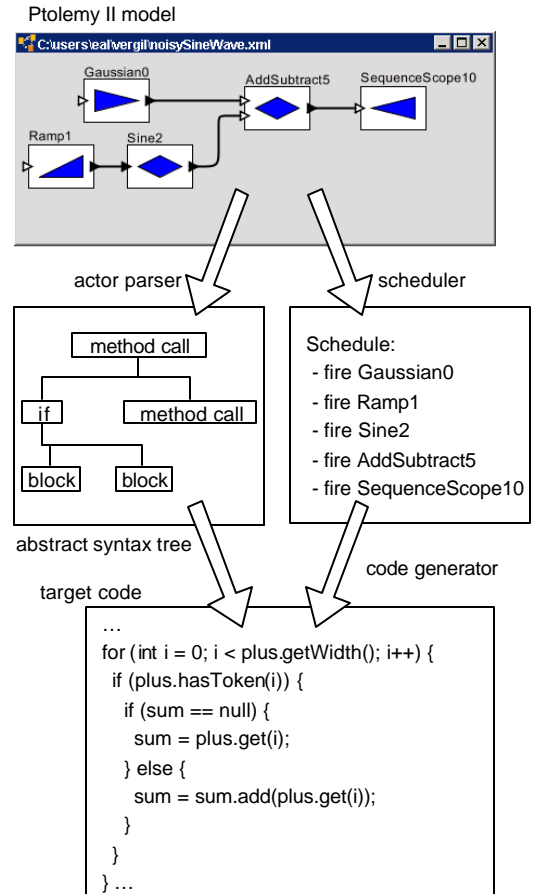 Ptolemy II model
C:\users\eal\vergil\noisySineWave.xml
Gaussian0
AddSubtract5
SequenceScope10
Ramp1
Sine2
actor parser
scheduler
method call
if
method call
block
block
Schedule:
- fire Gaussian0
- fire Ramp1
- fire Sine2
- fire AddSubtract5
- fire SequenceScope10
abstract syntax tree
code generator
target code
…
for (int i = 0; i < plus.getWidth(); i++) {
if (plus.hasToken(i)) {
if (sum == null) {
sum = plus.get(i);
} else {
sum = sum.add(plus.get(i));
}
}
} …